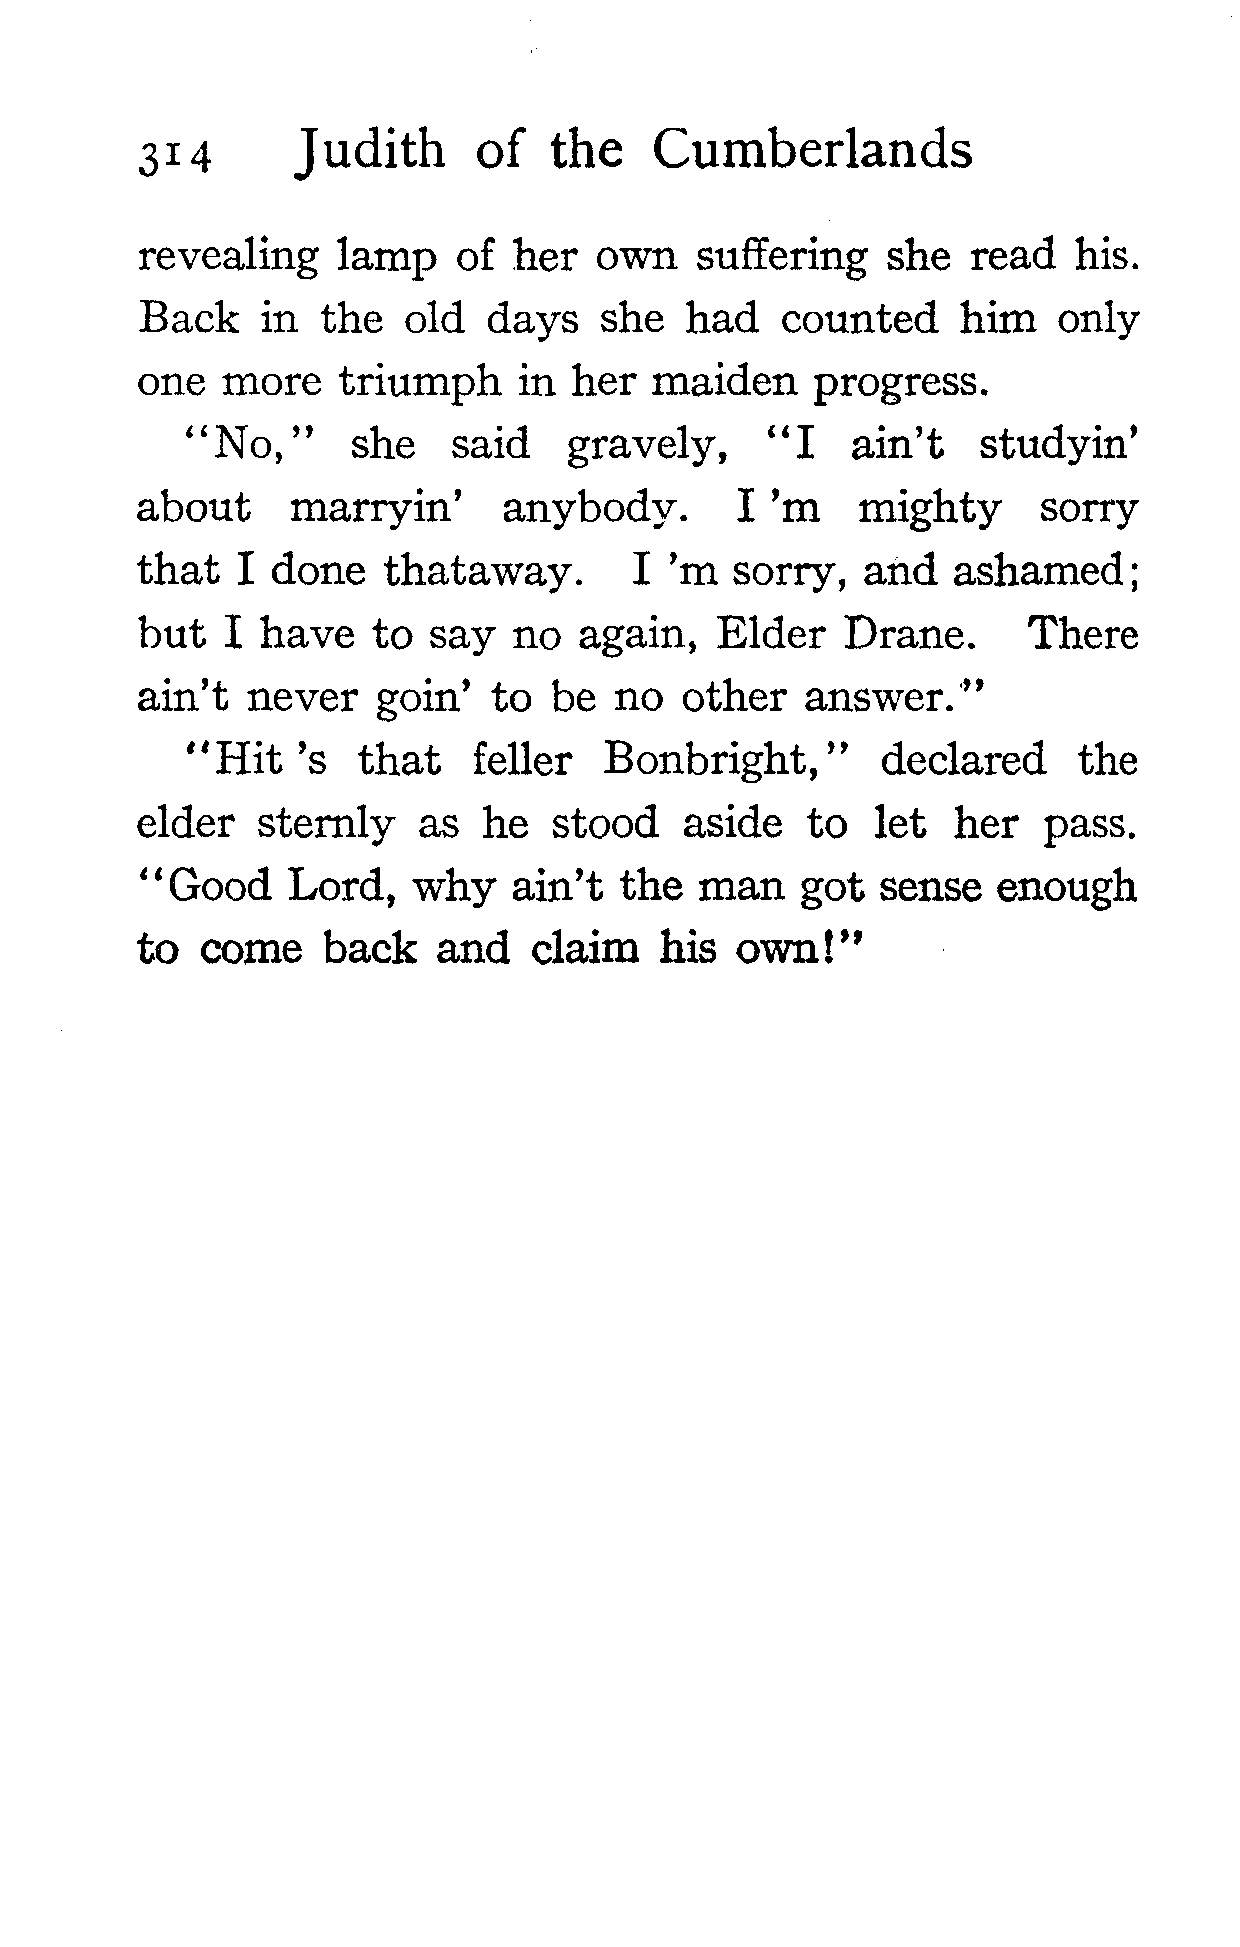 314 Judith of the Cumberlands
revealing lamp of her own suffering she read his.
Back in the old days she had counted him only
one more triumph in her maiden progress.
"No," she said gravely, "I ain't studyin'
about marryin' anybody. I 'm mighty sorry
that I done thataway. I 'm sorry, and ashamed;
but I have to say no again, Elder Drane. There
ain't never goin' to be no other answer."
"Hit 's that feller Bonbright," declared the
elder sternly as he stood aside to let her pass.
"Good Lord, why ain't the man got sense enough
to come back and claim his own!"